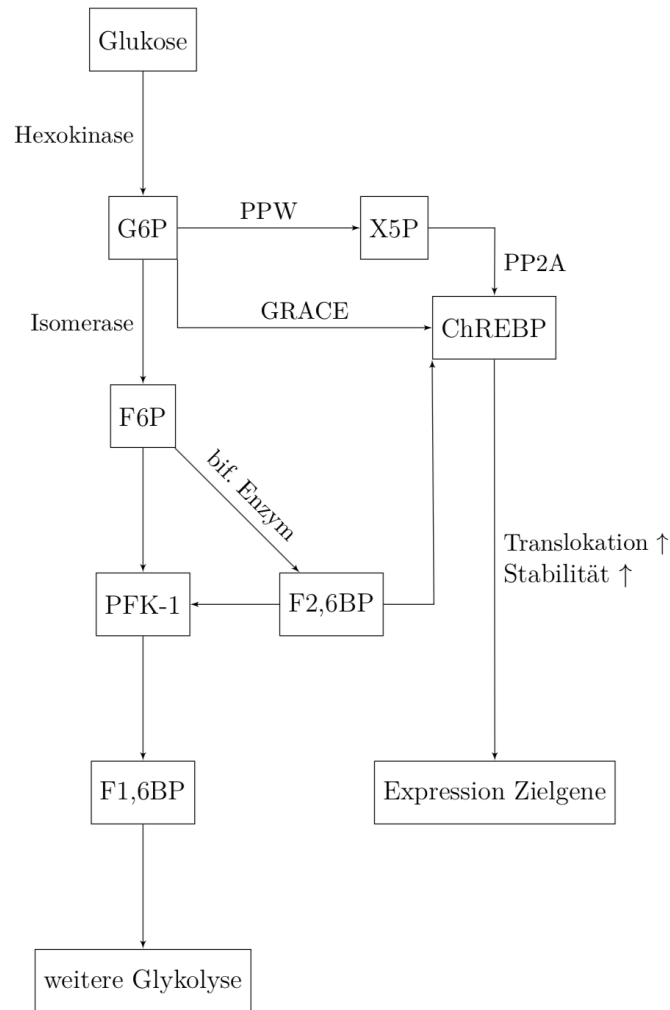 Glukose
Hexokinase
G6P
PPW
X5P
PP2A
GRACE
ChREBP
Isomerase
F6P
bif. Enzym
Translokation ↑
Stabilität ↑
PFK-1
F2,6BP
F1,6BP
Expression Zielgene
weitere Glykolyse